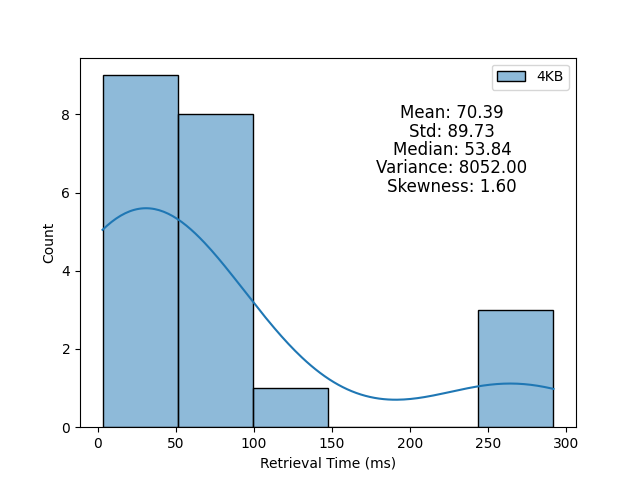 4KB
Mean: 70.39
Std: 89.73
Median: 53.84
Variance: 8052.00
Skewness: 1.60
Count
8
6
4
2
0
0 50 100 150 200 250 300
Retrieval Time (ms)